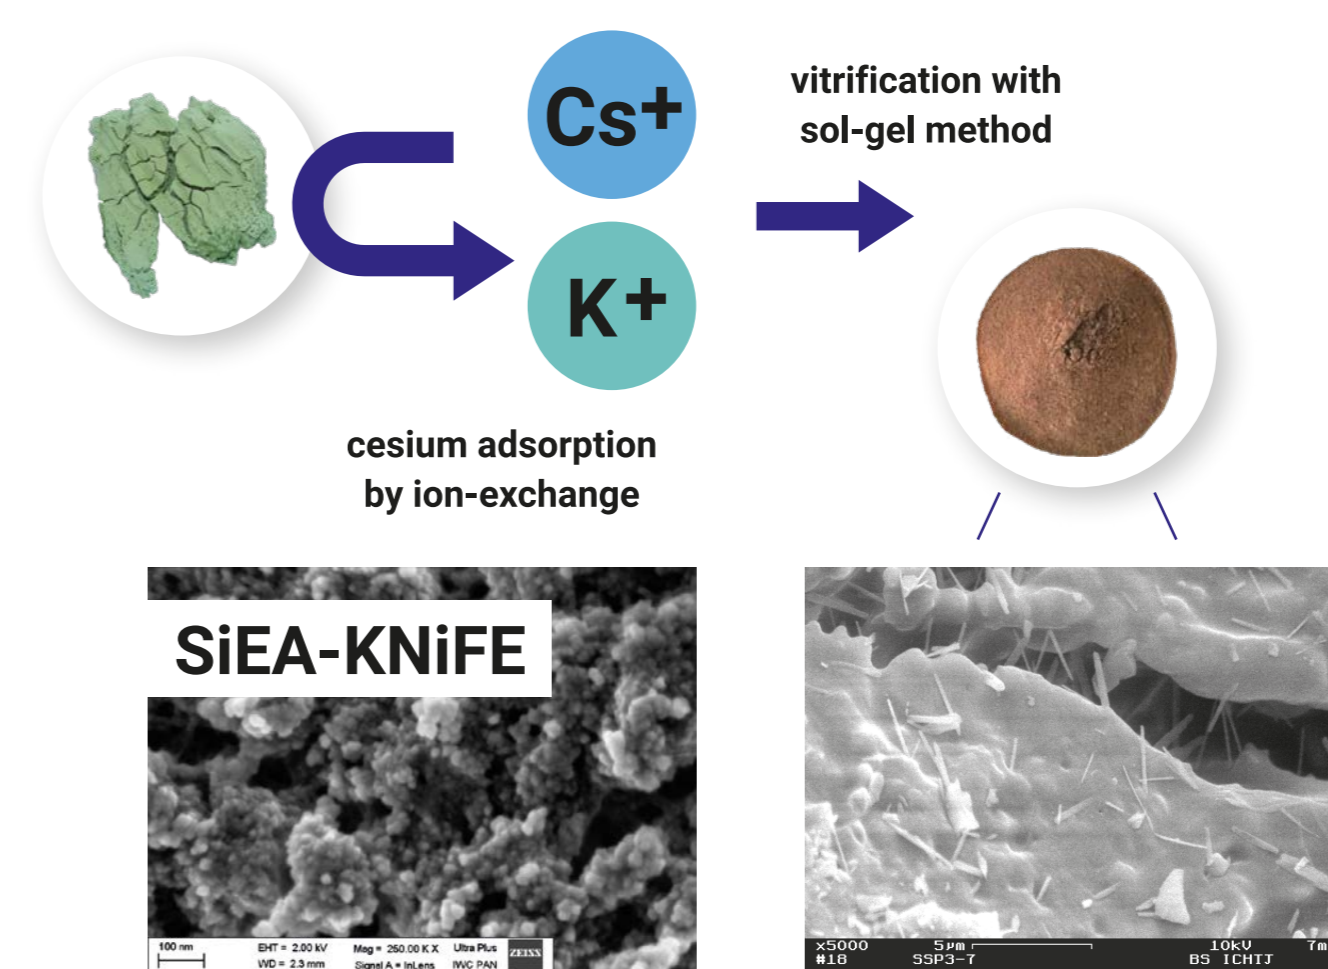 Cs+
K+
vitrification with
sol-gel method
cesium adsorption
by ion-exchange
SiEA-KNiFE
100 nm
EHT = 2.00 kV
Mag = 250.00 K X
Ultra Plus
ZEISS
WD = 2.3 mm
Signal A = InLens
IWC PAN
x5000 5µm 10kV 7m
#18 SSP3-7 BS ICHTJ